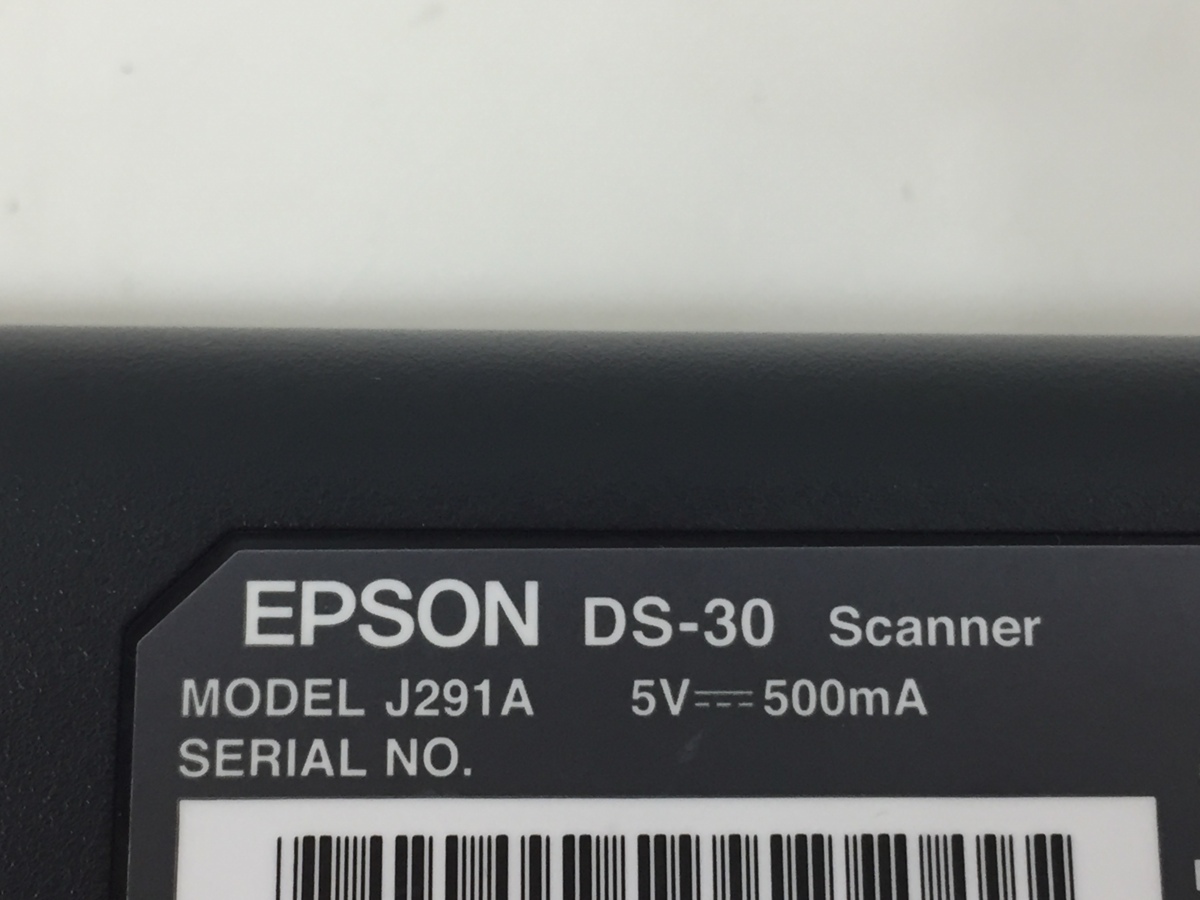 EPSON DS-30 Scanner
MODEL J291A 5V⎓500mA
SERIAL NO.